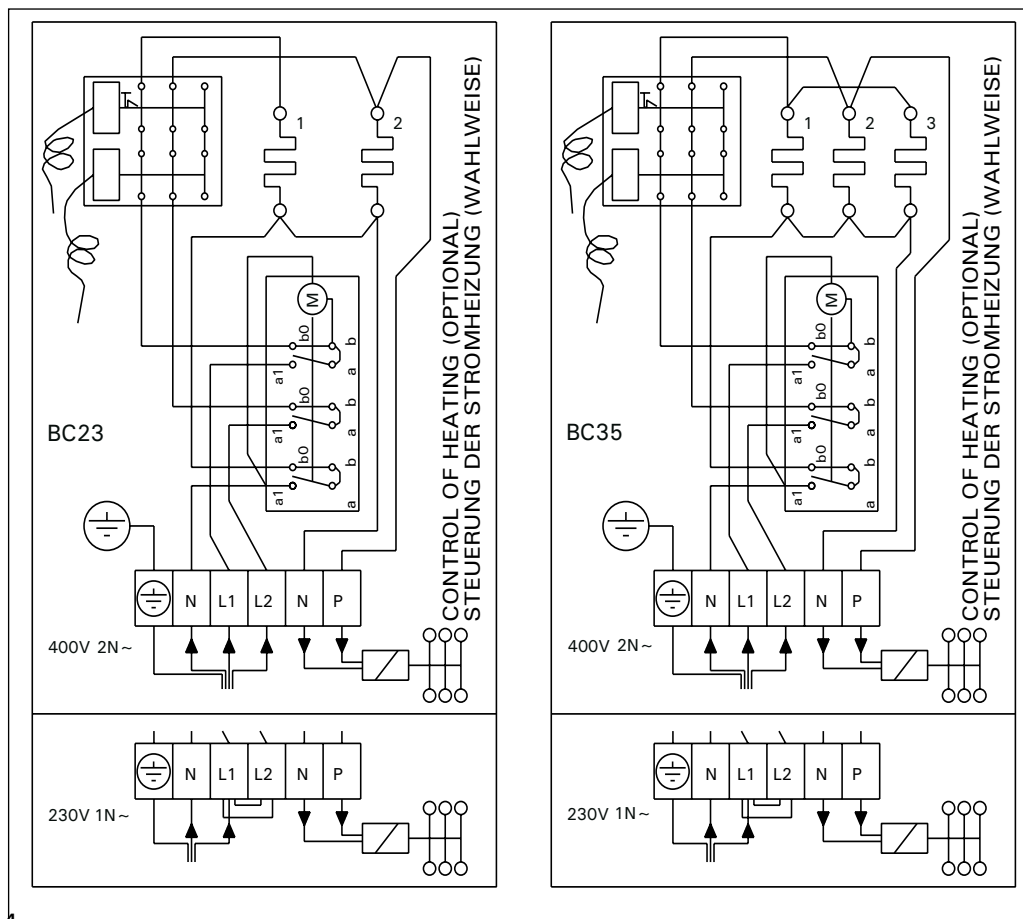 1
2
M
b0
b
a1
a
b0
b
a1
a
b0
b
a1
a
BC23
CONTROL OF HEATING (OPTIONAL)
STEUERUNG DER STROMHEIZUNG (WAHLWEISE)
N L1 L2 N P
400V 2N~
N L1 L2 N P
230V 1N~
1
2
3
M
b0
b
a1
a
b0
b
a1
a
b0
b
a1
a
BC35
CONTROL OF HEATING (OPTIONAL)
STEUERUNG DER STROMHEIZUNG (WAHLWEISE)
N L1 L2 N P
400V 2N~
N L1 L2 N P
230V 1N~